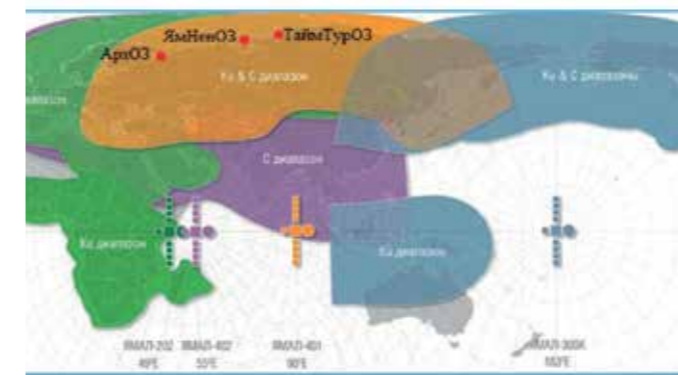 ЯмНенОЗ
ТаймТурОЗ
АрхОЗ
Ku & C диапазон
Ku & C диапазоны
C диапазон
Ku диапазон
Ku диапазон
ЯМАЛ-202
49°E
ЯМАЛ-402
55°E
ЯМАЛ-401
90°E
ЯМАЛ-300К